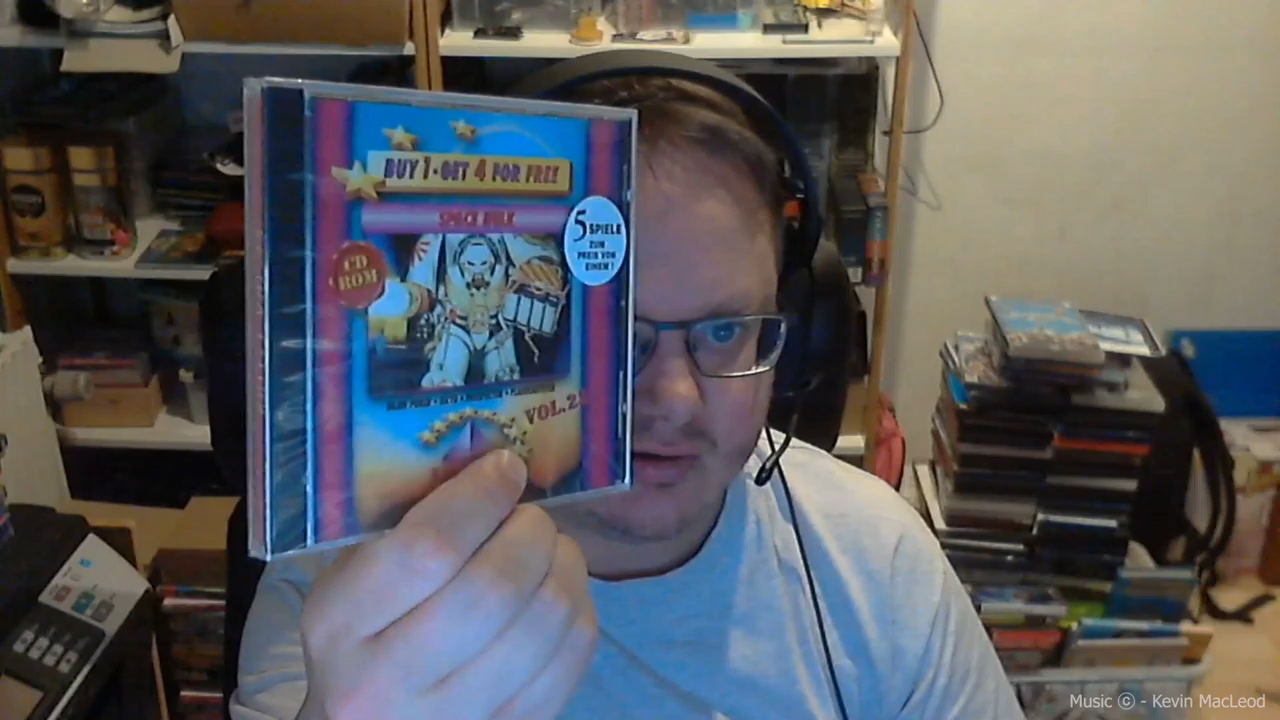 BUY 1 · GET 4 FOR FREE
SPACE HULK
5 SPIELE
ZUM
PREIS VON
EINEM!
CD
ROM
VOL.2
Music © - Kevin MacLeod